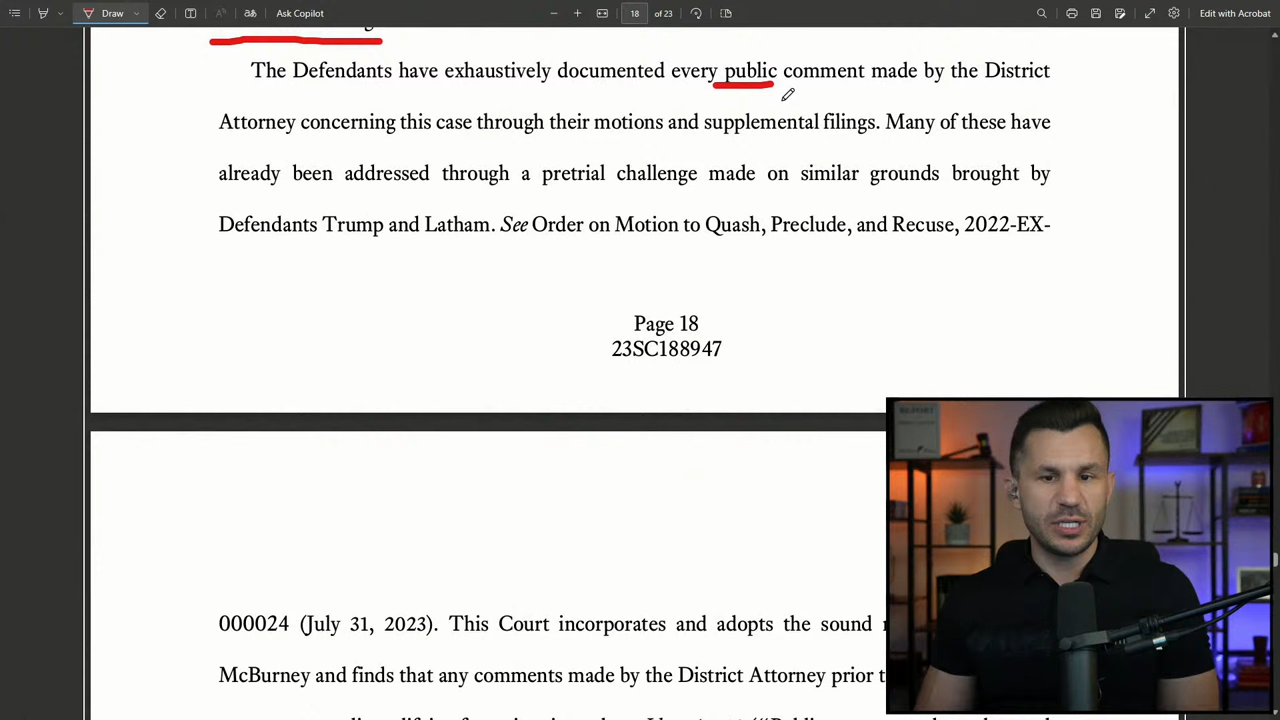 Draw
18 of 23
Ask Copilot
Edit with Acrobat
The Defendants have exhaustively documented every public comment made by the District
Attorney concerning this case through their motions and supplemental filings. Many of these have
already been addressed through a pretrial challenge made on similar grounds brought by
Defendants Trump and Latham. See Order on Motion to Quash, Preclude, and Recuse, 2022-EX-
Page 18
23SC188947
000024 (July 31, 2023). This Court incorporates and adopts the sound
McBurney and finds that any comments made by the District Attorney prior